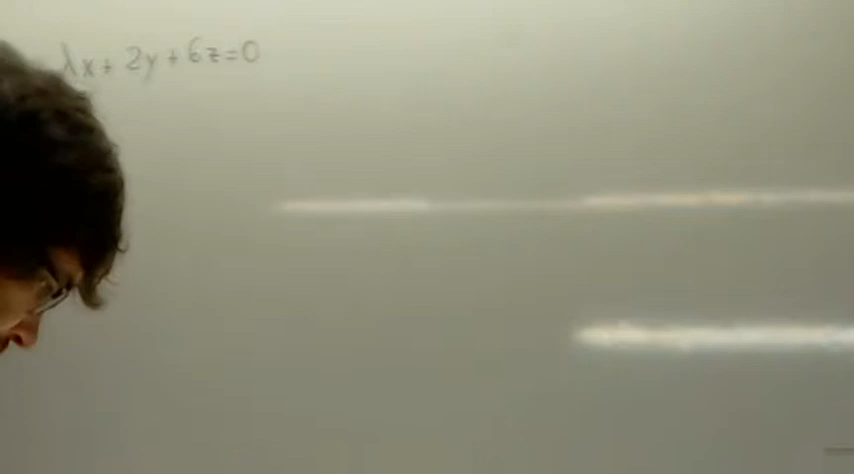 λx + 2y + 6z = 0